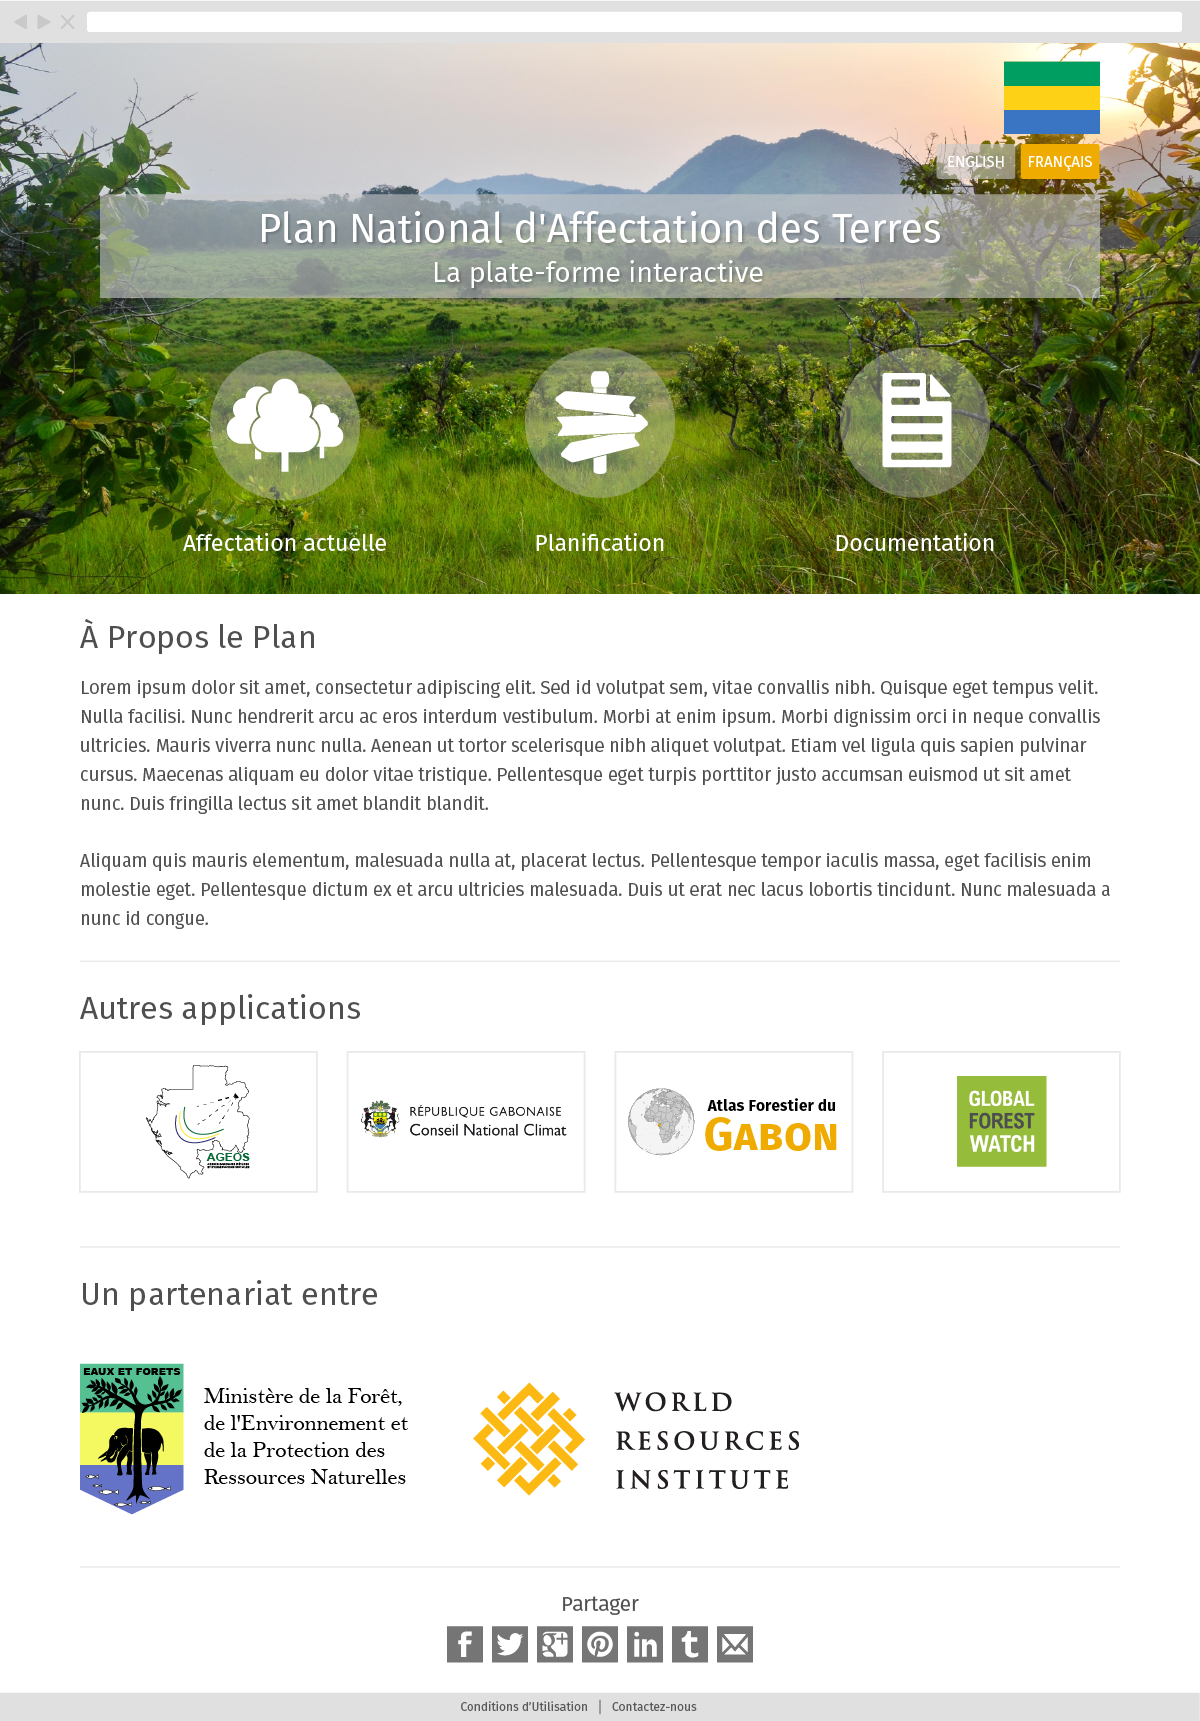 ENGLISH FRANÇAIS
Plan National d'Affectation des Terres
La plate-forme interactive
Affectation actuelle
Planification
Documentation
À Propos le Plan
Lorem ipsum dolor sit amet, consectetur adipiscing elit. Sed id volutpat sem, vitae convallis nibh. Quisque eget tempus velit.
Nulla facilisi. Nunc hendrerit arcu ac eros interdum vestibulum. Morbi at enim ipsum. Morbi dignissim orci in neque convallis
ultricies. Mauris viverra nunc nulla. Aenean ut tortor scelerisque nibh aliquet volutpat. Etiam vel ligula quis sapien pulvinar
cursus. Maecenas aliquam eu dolor vitae tristique. Pellentesque eget turpis porttitor justo accumsan euismod ut sit amet
nunc. Duis fringilla lectus sit amet blandit blandit.
Aliquam quis mauris elementum, malesuada nulla at, placerat lectus. Pellentesque tempor iaculis massa, eget facilisis enim
molestie eget. Pellentesque dictum ex et arcu ultricies malesuada. Duis ut erat nec lacus lobortis tincidunt. Nunc malesuada a
nunc id congue.
Autres applications
AGEOS
RÉPUBLIQUE GABONAISE
Conseil National Climat
Atlas Forestier du
GABON
GLOBAL
FOREST
WATCH
Un partenariat entre
EAUX ET FORETS
Ministère de la Forêt,
de l'Environnement et
de la Protection des
Ressources Naturelles
WORLD
RESOURCES
INSTITUTE
Partager
Conditions d'Utilisation | Contactez-nous